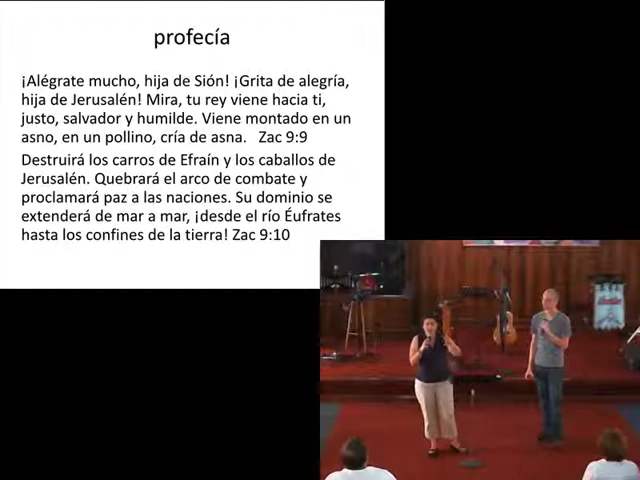 profecía
¡Alégrate mucho, hija de Sión! ¡Grita de alegría,
hija de Jerusalén! Mira, tu rey viene hacia ti,
justo, salvador y humilde. Viene montado en un
asno, en un pollino, cría de asna.   Zac 9:9
Destruirá los carros de Efraín y los caballos de
Jerusalén. Quebrará el arco de combate y
proclamará paz a las naciones. Su dominio se
extenderá de mar a mar, ¡desde el río Éufrates
hasta los confines de la tierra! Zac 9:10